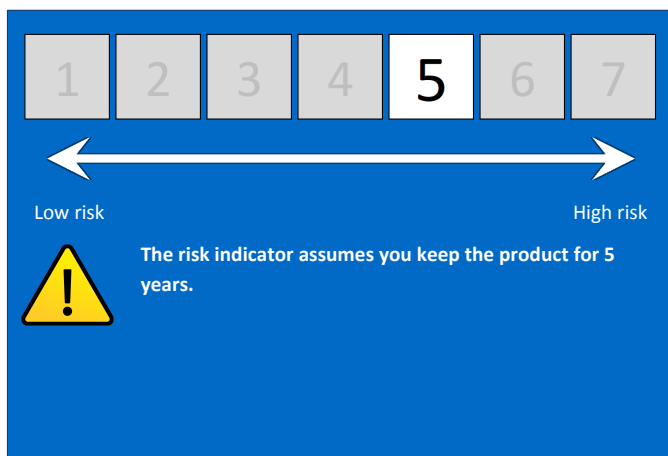 1 2 3 4 5 6 7
Low risk High risk
The risk indicator assumes you keep the product for 5
years.